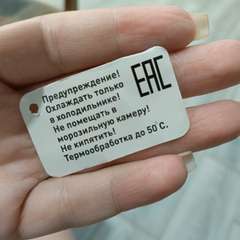 Предупреждение!
Охлаждать только
в холодильнике!
Не помещать в
морозильную камеру!
Не кипятить!
Термообработка до 50°С.
EAC